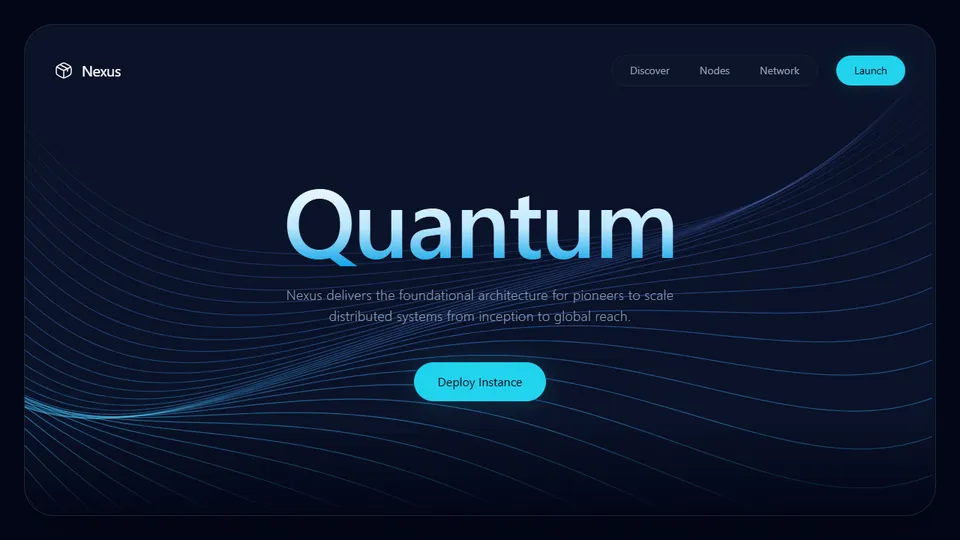 Nexus
Discover Nodes Network Launch
Quantum
Nexus delivers the foundational architecture for pioneers to scale
distributed systems from inception to global reach.
Deploy Instance